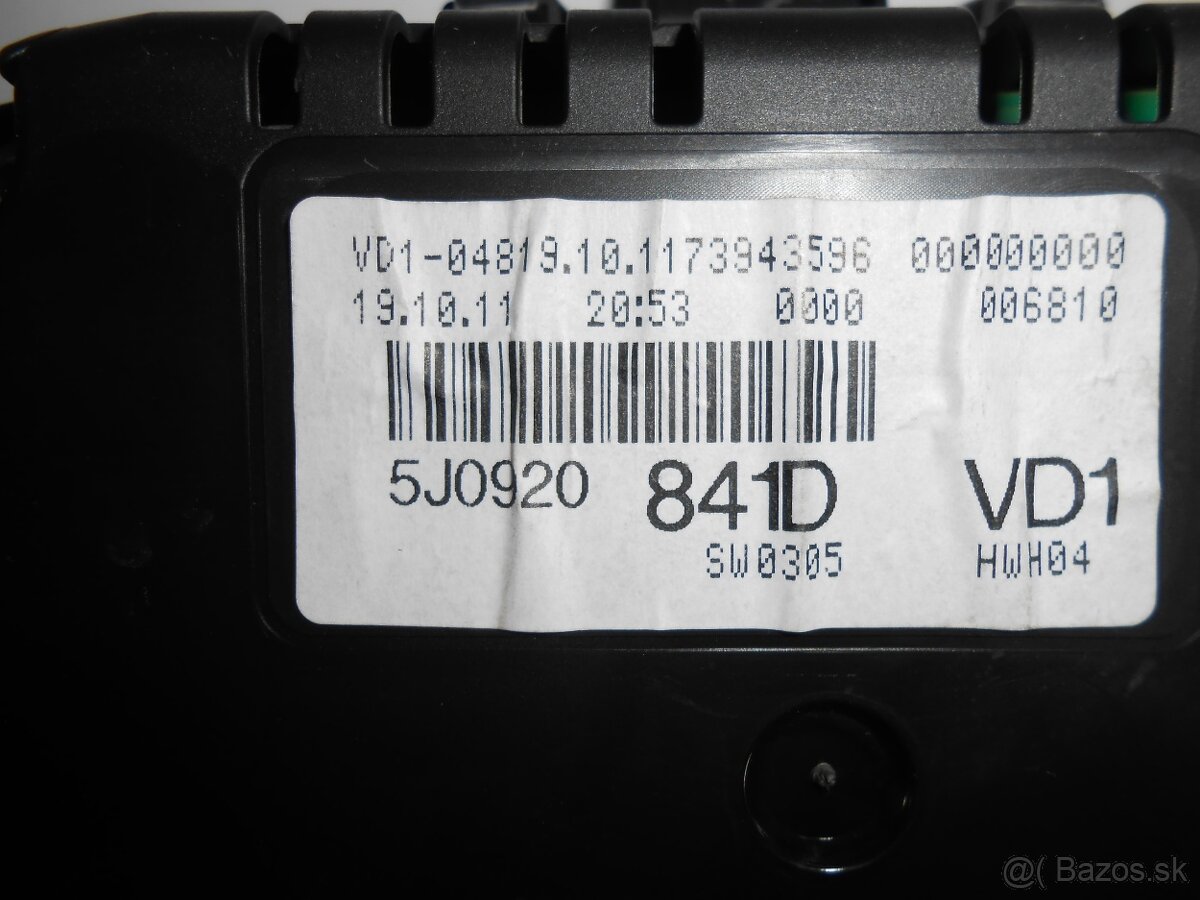 VD1-04819.10.1173943596 000000000
19.10.11 20:53 0000 006810
5J0920 841D VD1
SW0305 HWH04
@( Bazos.sk